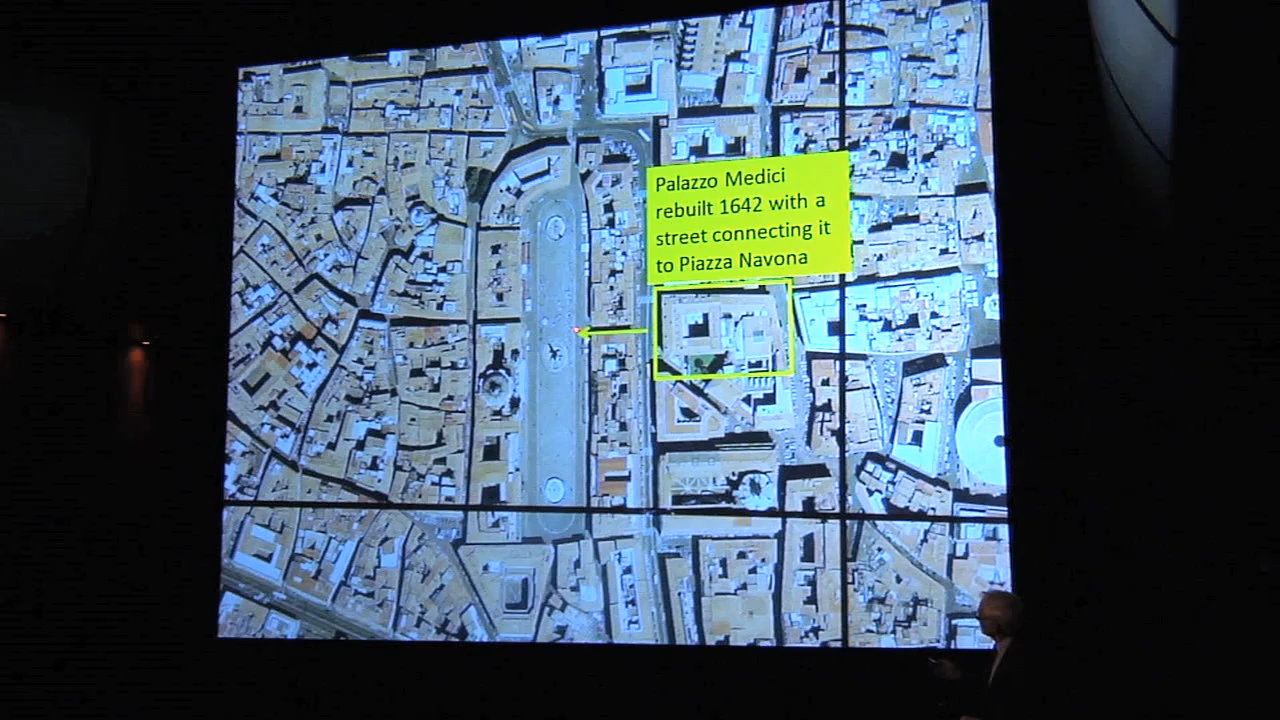 Palazzo Medici
rebuilt 1642 with a
street connecting it
to Piazza Navona